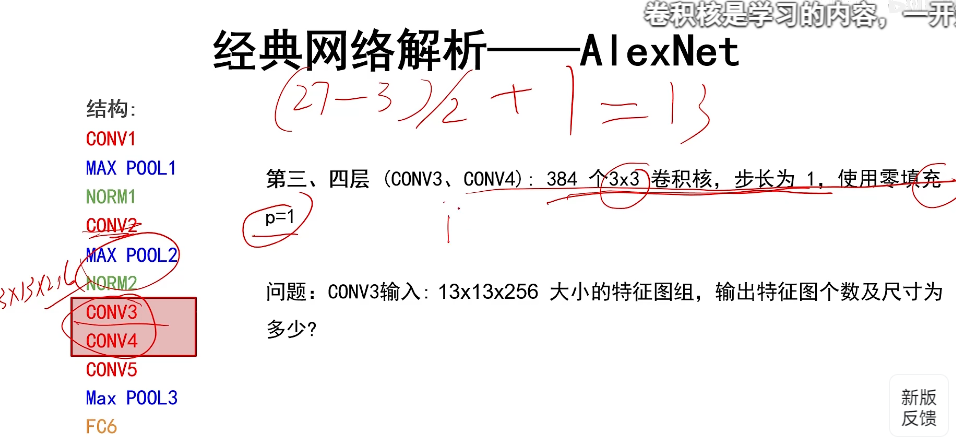 卷积核是学习的内容，一开
经典网络解析——AlexNet
(27-3)/2+1=13
结构:
CONV1
MAX POOL1
NORM1
CONV2
MAX POOL2
NORM2
CONV3
CONV4
CONV5
Max POOL3
FC6
第三、四层 (CONV3、CONV4): 384 个3x3 卷积核，步长为 1，使用零填充
p=1
问题：CONV3输入: 13x13x256 大小的特征图组，输出特征图个数及尺寸为
多少?
新版
反馈